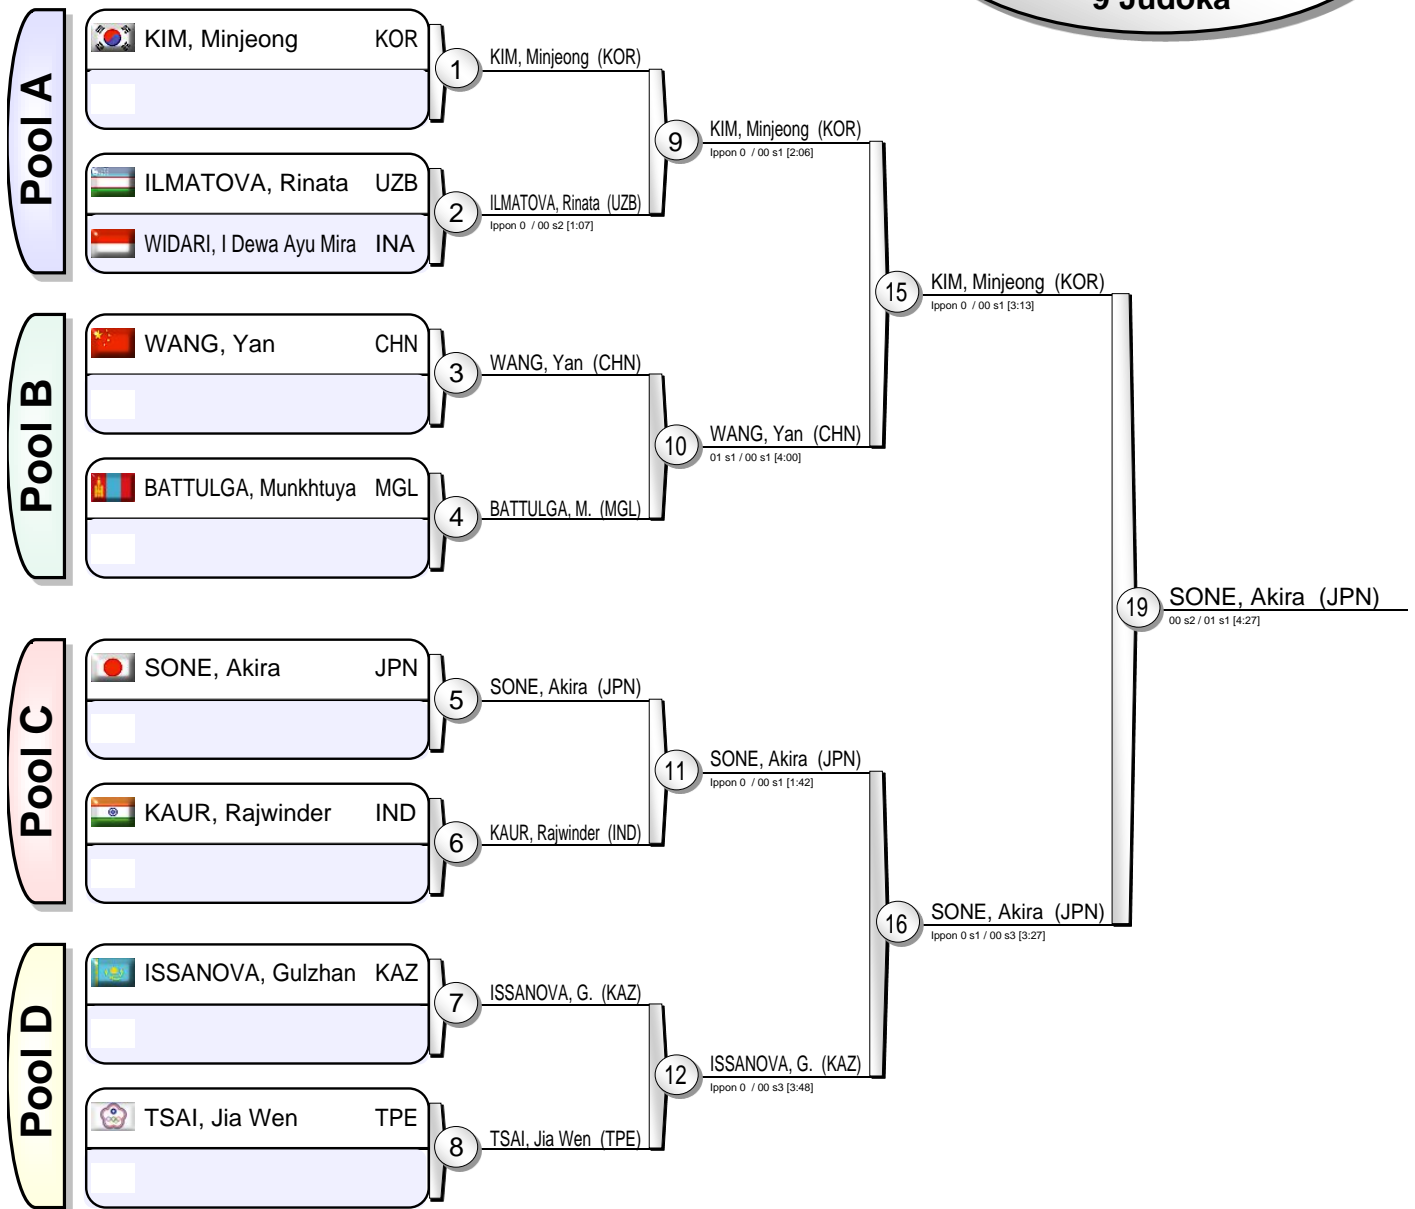 9 Judoka
Pool A
KIM, Minjeong KOR
1
KIM, Minjeong (KOR)
ILMATOVA, Rinata UZB
WIDARI, I Dewa Ayu Mira INA
2
ILMATOVA, Rinata (UZB)
Ippon 0 / 00 s2 [1:07]
9
KIM, Minjeong (KOR)
Ippon 0 / 00 s1 [2:06]
Pool B
WANG, Yan CHN
3
WANG, Yan (CHN)
BATTULGA, Munkhtuya MGL
4
BATTULGA, M. (MGL)
10
WANG, Yan (CHN)
01 s1 / 00 s1 [4:00]
15
KIM, Minjeong (KOR)
Ippon 0 / 00 s1 [3:13]
Pool C
SONE, Akira JPN
5
SONE, Akira (JPN)
KAUR, Rajwinder IND
6
KAUR, Rajwinder (IND)
11
SONE, Akira (JPN)
Ippon 0 / 00 s1 [1:42]
Pool D
ISSANOVA, Gulzhan KAZ
7
ISSANOVA, G. (KAZ)
TSAI, Jia Wen TPE
8
TSAI, Jia Wen (TPE)
12
ISSANOVA, G. (KAZ)
Ippon 0 / 00 s3 [3:48]
16
SONE, Akira (JPN)
Ippon 0 s1 / 00 s3 [3:27]
19
SONE, Akira (JPN)
00 s2 / 01 s1 [4:27]